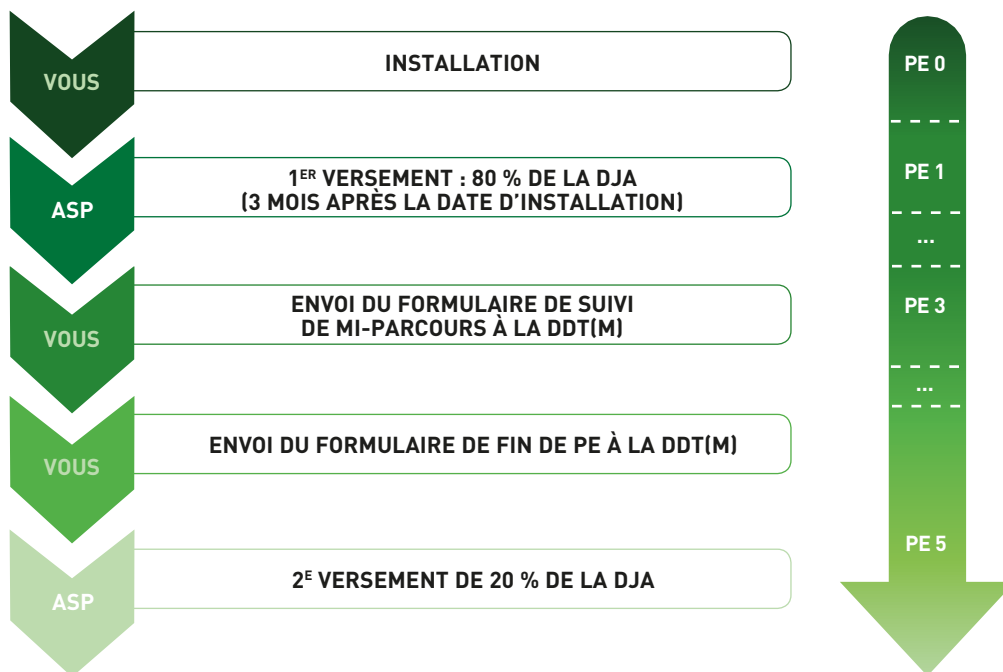 VOUS
INSTALLATION
PE 0
ASP
1ER VERSEMENT : 80 % DE LA DJA
(3 MOIS APRÈS LA DATE D’INSTALLATION)
PE 1
...
VOUS
ENVOI DU FORMULAIRE DE SUIVI
DE MI-PARCOURS À LA DDT(M)
PE 3
...
VOUS
ENVOI DU FORMULAIRE DE FIN DE PE À LA DDT(M)
PE 5
ASP
2E VERSEMENT DE 20 % DE LA DJA